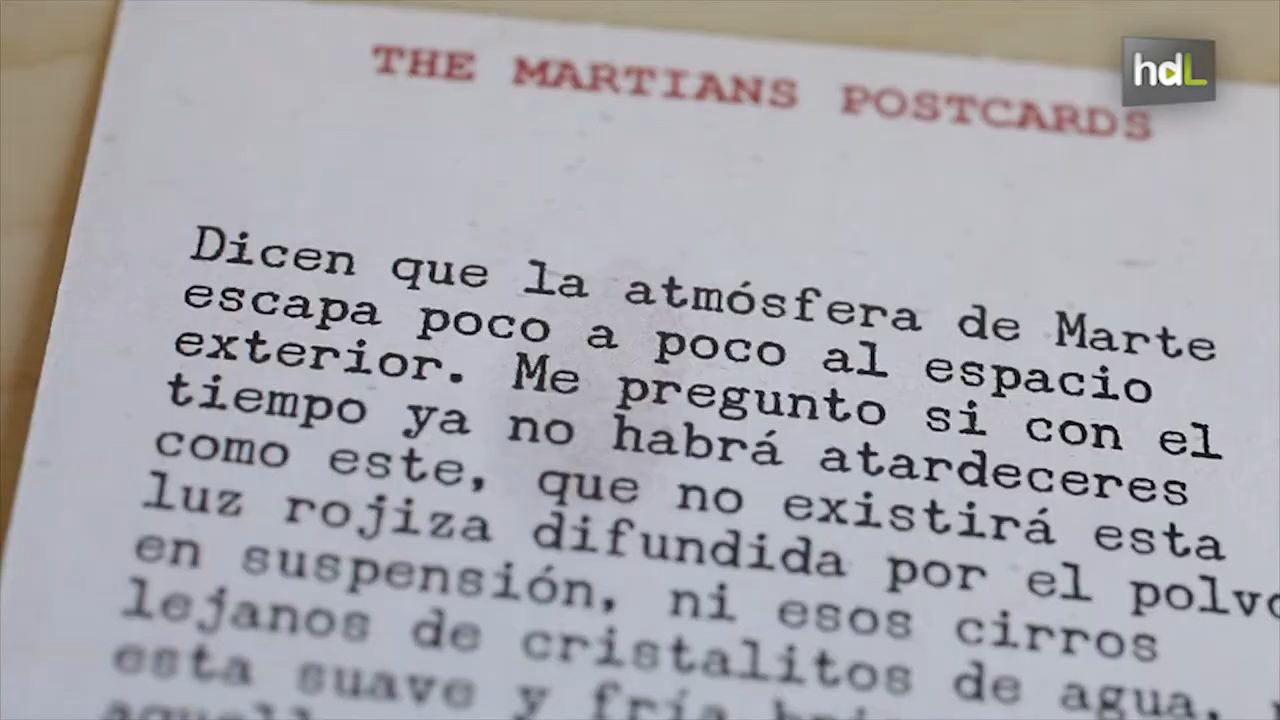 THE MARTIANS POSTCARDS
hdL
Dicen que la atmósfera de Marte
escapa poco a poco al espacio
exterior. Me pregunto si con el
tiempo ya no habrá atardeceres
como este, que no existirá esta
luz rojiza difundida por el polvo
en suspensión, ni esos cirros
lejanos de cristalitos de agua,
esta suave y fría